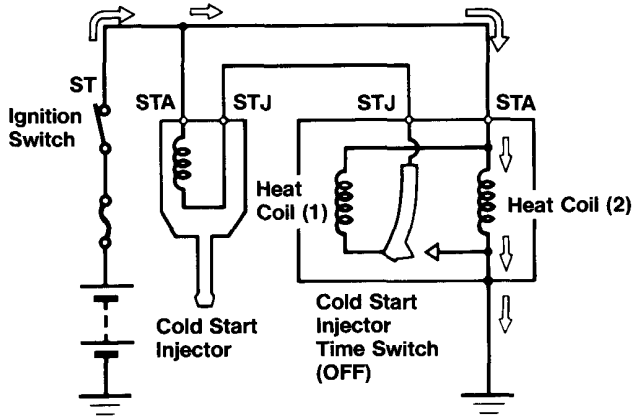 ST
Ignition
Switch
STA
STJ
STJ
STA
Heat
Coil (1)
Heat Coil (2)
Cold Start
Injector
Cold Start
Injector
Time Switch
(OFF)